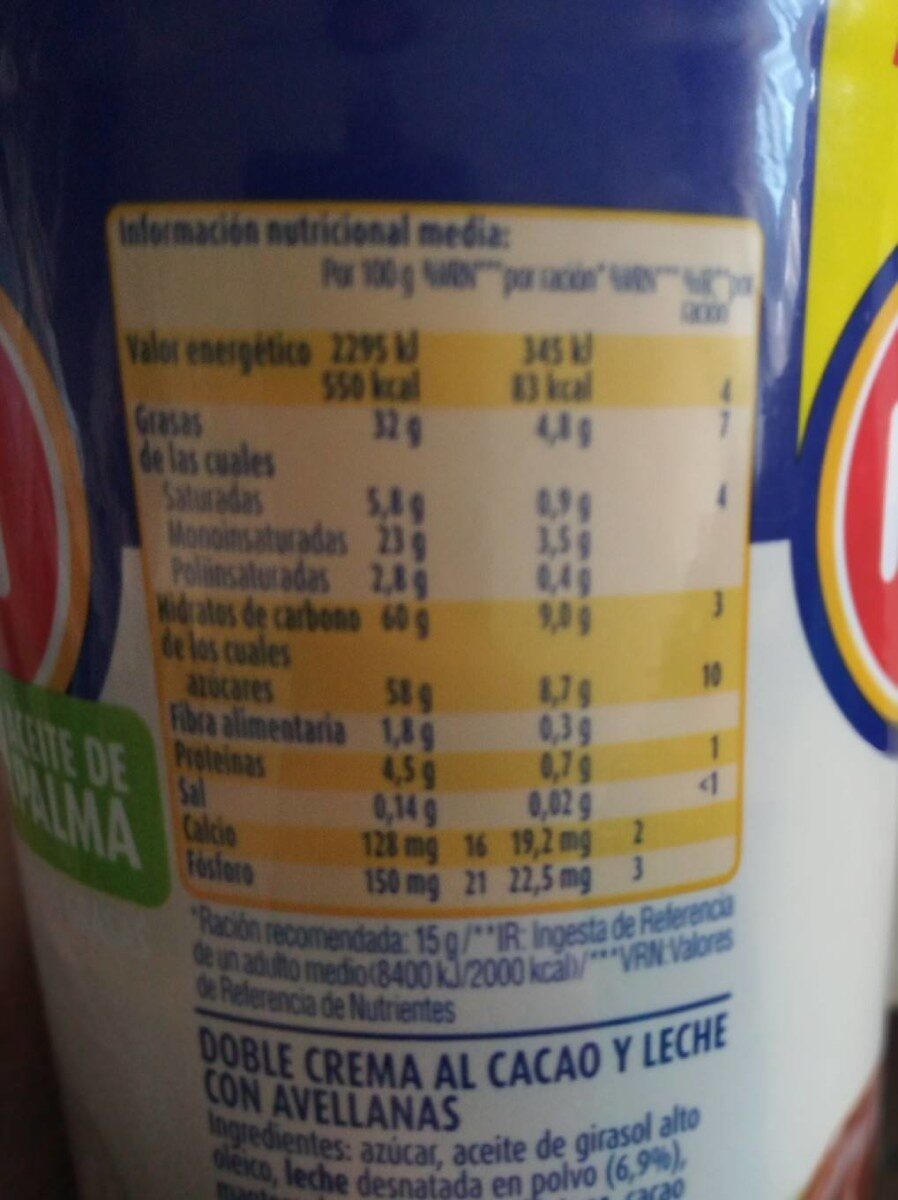 Información nutricional media:
Por 100 g %VRN*** por ración* %VRN*** %IR** por
ración
Valor energético 2295 kJ 345 kJ
550 kcal 83 kcal 4
Grasas 32 g 4,8 g 7
de las cuales
Saturadas 5,8 g 0,9 g 4
Monoinsaturadas 23 g 3,5 g
Poliinsaturadas 2,8 g 0,4 g
Hidratos de carbono 60 g 9,0 g 3
de los cuales
azúcares 58 g 8,7 g 10
Fibra alimentaria 1,8 g 0,3 g
Proteínas 4,5 g 0,7 g 1
Sal 0,14 g 0,02 g <1
Calcio 128 mg 16 19,2 mg 2
Fósforo 150 mg 21 22,5 mg 3
*Ración recomendada: 15 g/**IR: Ingesta de Referencia
de un adulto medio (8400 kJ/2000 kcal)/***VRN: Valores
de Referencia de Nutrientes
ACEITE DE
PALMA
DOBLE CREMA AL CACAO Y LECHE
CON AVELLANAS
Ingredientes: azúcar, aceite de girasol alto
oleico, leche desnatada en polvo (6,9%),
cacao